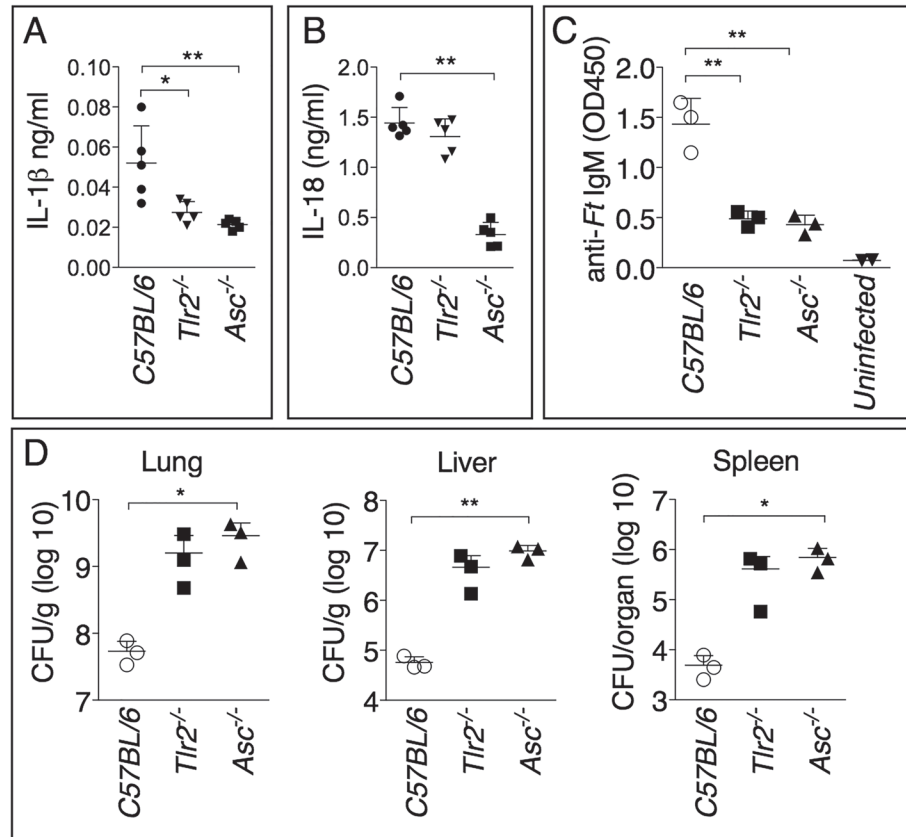 A
IL-1β ng/ml
0.10
0.08
0.06
0.04
0.02
0.00
**
*
C57BL/6
Tlr2-/-
Asc-/-
B
IL-18 (ng/ml)
2.0
1.5
1.0
0.5
0.0
**
C57BL/6
Tlr2-/-
Asc-/-
C
anti-Ft IgM (OD450)
2.0
1.5
1.0
0.5
0.0
**
**
C57BL/6
Tlr2-/-
Asc-/-
Uninfected
D
Lung
CFU/g (log 10)
10
9
8
7
*
C57BL/6
Tlr2-/-
Asc-/-
Liver
CFU/g (log 10)
8
7
6
5
4
**
C57BL/6
Tlr2-/-
Asc-/-
Spleen
CFU/organ (log 10)
7
6
5
4
3
*
C57BL/6
Tlr2-/-
Asc-/-